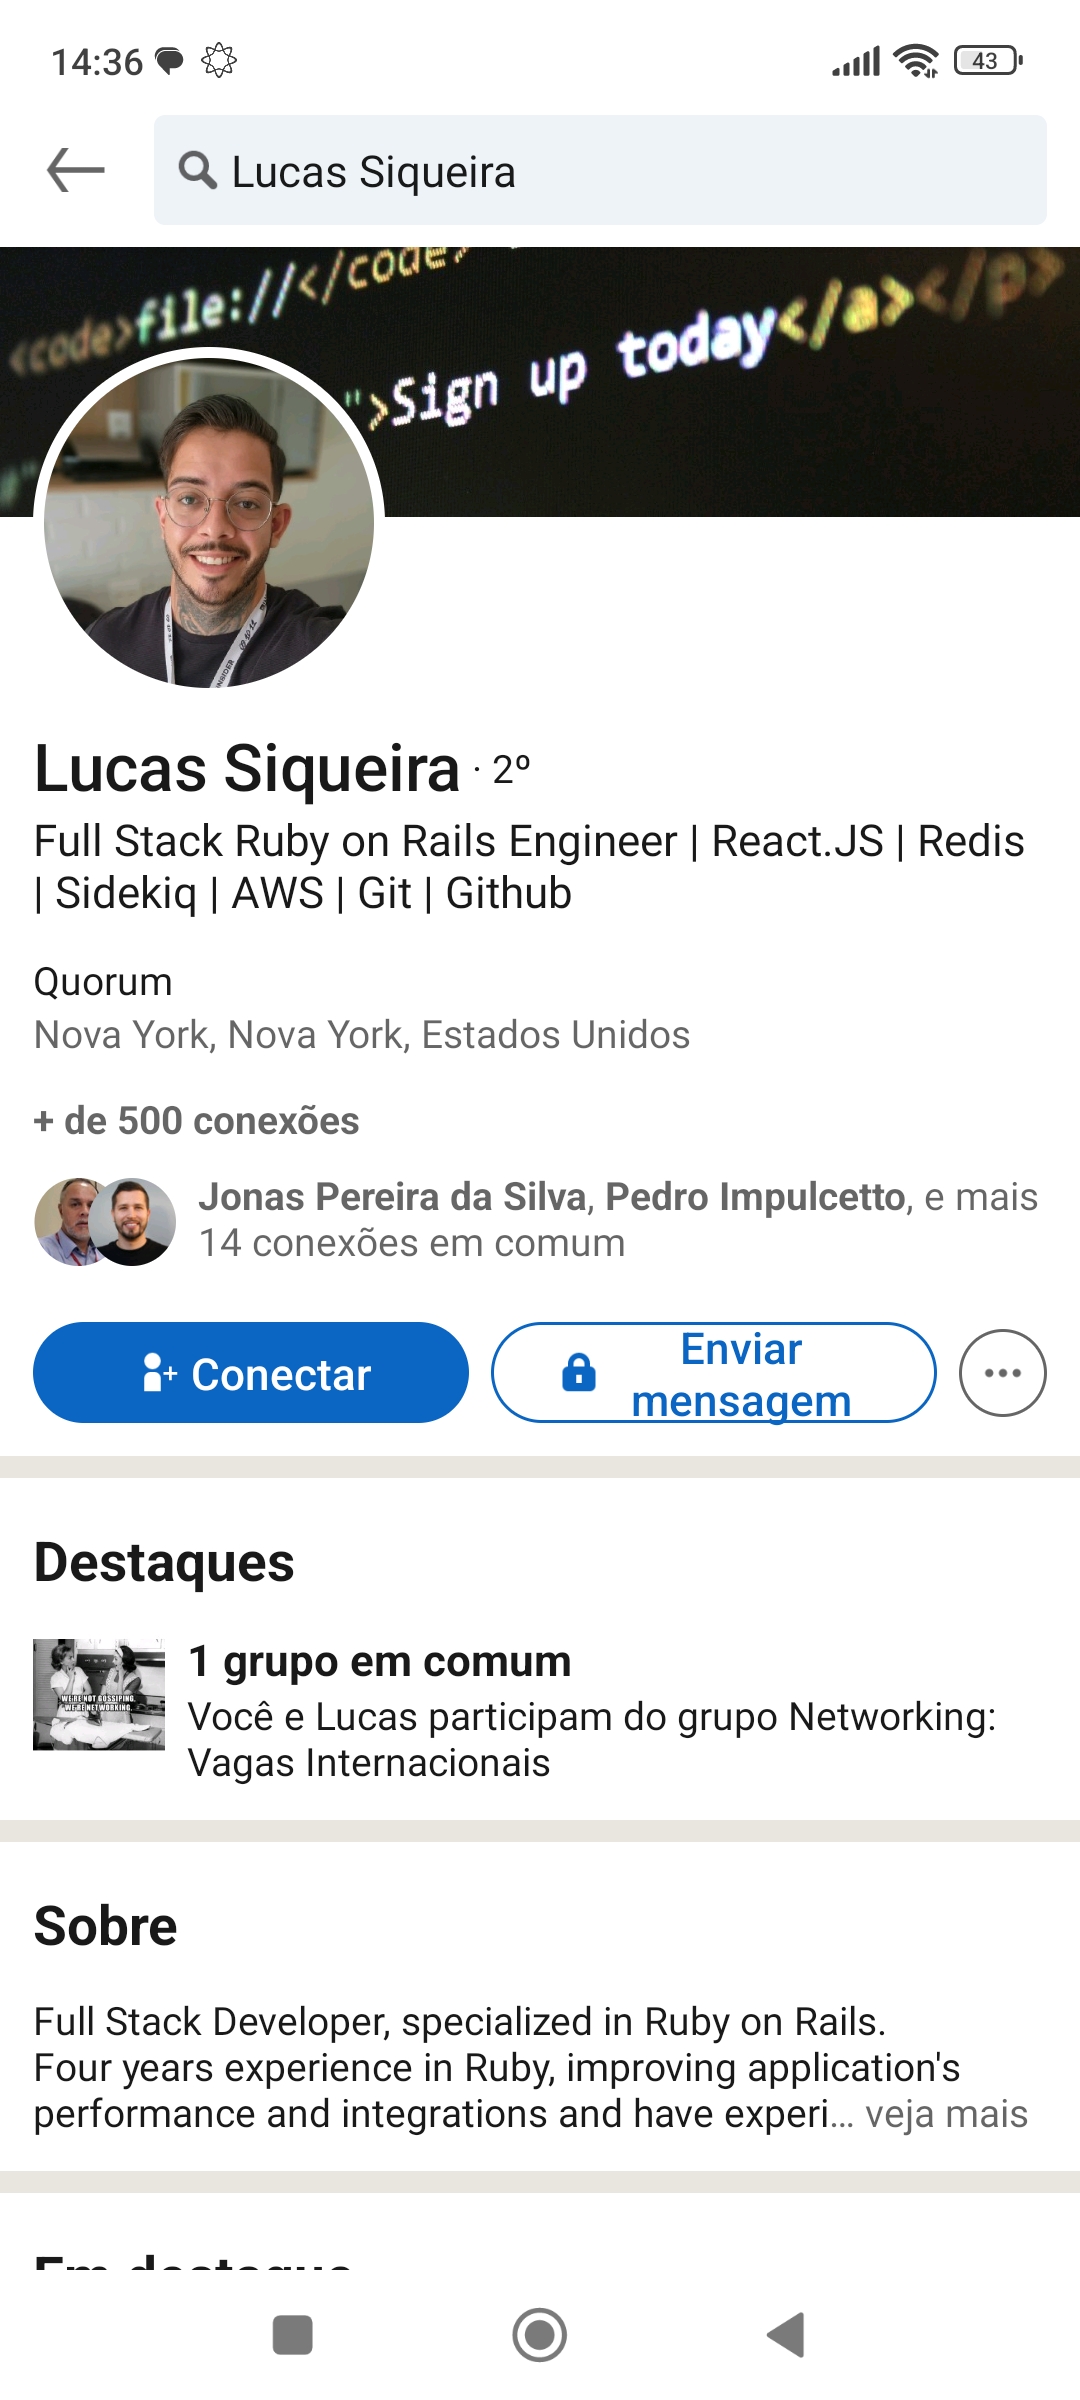 14:36
43
Lucas Siqueira
<code>file://</code>
">Sign up today</a></p>
INSIDER
Lucas Siqueira · 2º
Full Stack Ruby on Rails Engineer | React.JS | Redis
| Sidekiq | AWS | Git | Github
Quorum
Nova York, Nova York, Estados Unidos
+ de 500 conexões
Jonas Pereira da Silva, Pedro Impulcetto, e mais
14 conexões em comum
Conectar
Enviar
mensagem
Destaques
1 grupo em comum
WE'RE NOT GOSSIPING.
WE'RE NETWORKING.
Você e Lucas participam do grupo Networking:
Vagas Internacionais
Sobre
Full Stack Developer, specialized in Ruby on Rails.
Four years experience in Ruby, improving application's
performance and integrations and have experi... veja mais
Em destaque